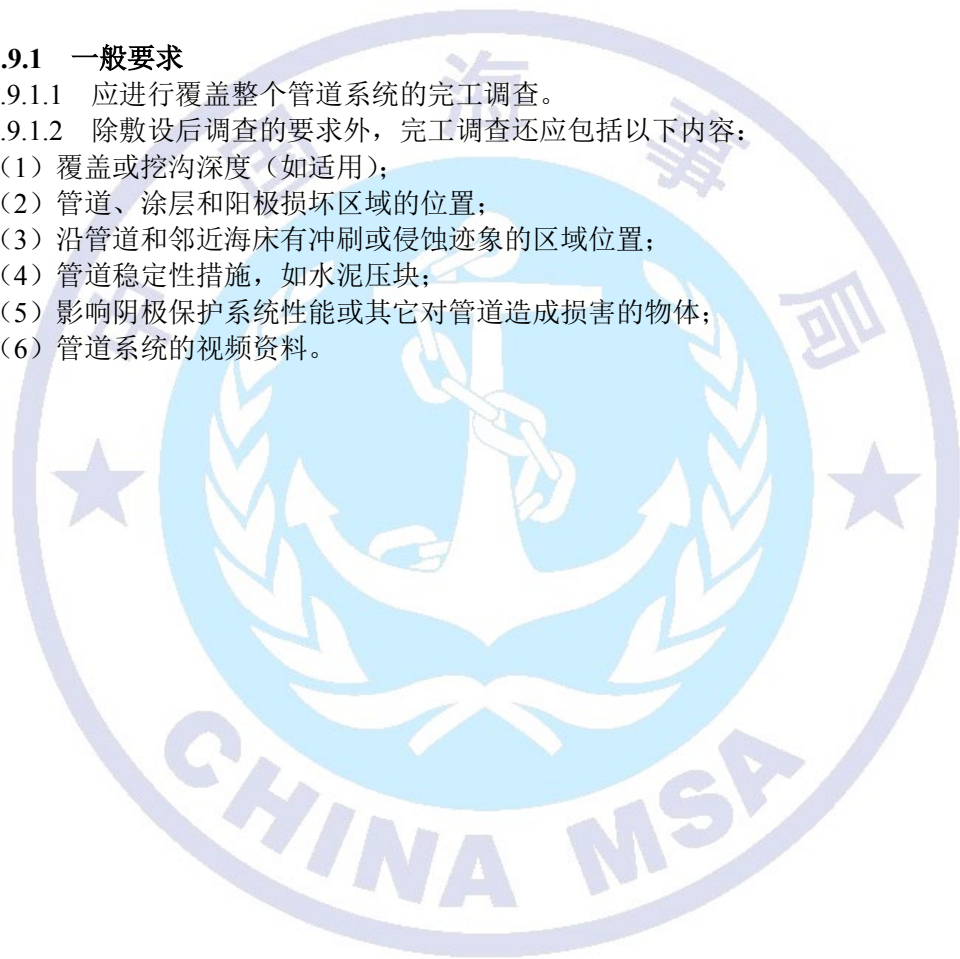 .9.1 一般要求
.9.1.1 应进行覆盖整个管道系统的完工调查。
.9.1.2 除敷设后调查的要求外，完工调查还应包括以下内容：
（1）覆盖或挖沟深度（如适用）；
（2）管道、涂层和阳极损坏区域的位置；
（3）沿管道和邻近海床有冲刷或侵蚀迹象的区域位置；
（4）管道稳定性措施，如水泥压块；
（5）影响阴极保护系统性能或其它对管道造成损害的物体；
（6）管道系统的视频资料。
海事局
CHINA MSA